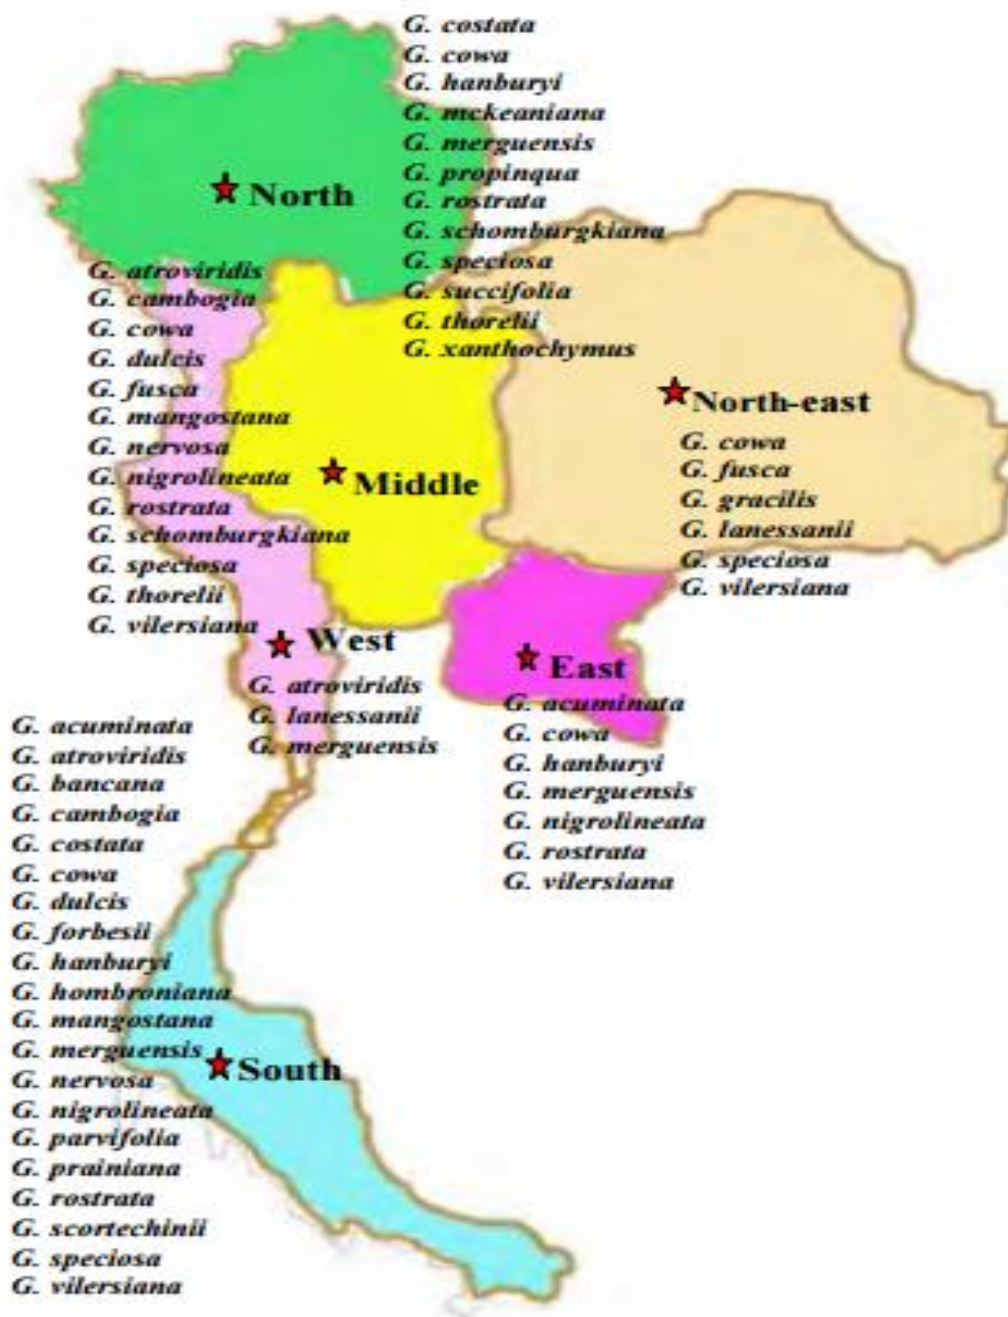 G. costata
G. cowa
G. hanburyi
G. mckeaniana
G. merguensis
G. propinqua
G. rostrata
G. schomburgkiana
G. speciosa
G. succifolia
G. thorelii
G. xanthochymus
North
G. atroviridis
G. cambogia
G. cowa
G. dulcis
G. fusca
G. mangostana
G. nervosa
G. nigrolineata
G. rostrata
G. schomburgkiana
G. speciosa
G. thorelii
G. vilersiana
Middle
North-east
G. cowa
G. fusca
G. gracilis
G. lanessanii
G. speciosa
G. vilersiana
West
G. atroviridis
G. lanessanii
G. merguensis
East
G. acuminata
G. cowa
G. hanburyi
G. merguensis
G. nigrolineata
G. rostrata
G. vilersiana
G. acuminata
G. atroviridis
G. bancana
G. cambogia
G. costata
G. cowa
G. dulcis
G. forbesii
G. hanburyi
G. hombroniana
G. mangostana
G. merguensis
G. nervosa
G. nigrolineata
G. parvifolia
G. prainiana
G. rostrata
G. scortechinii
G. speciosa
G. vilersiana
South